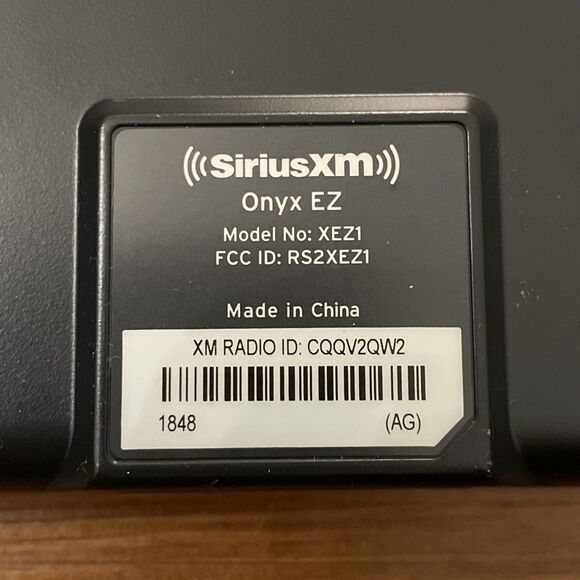 SiriusXM
Onyx EZ
Model No: XEZ1
FCC ID: RS2XEZ1
Made in China
XM RADIO ID: CQQV2QW2
1848 (AG)